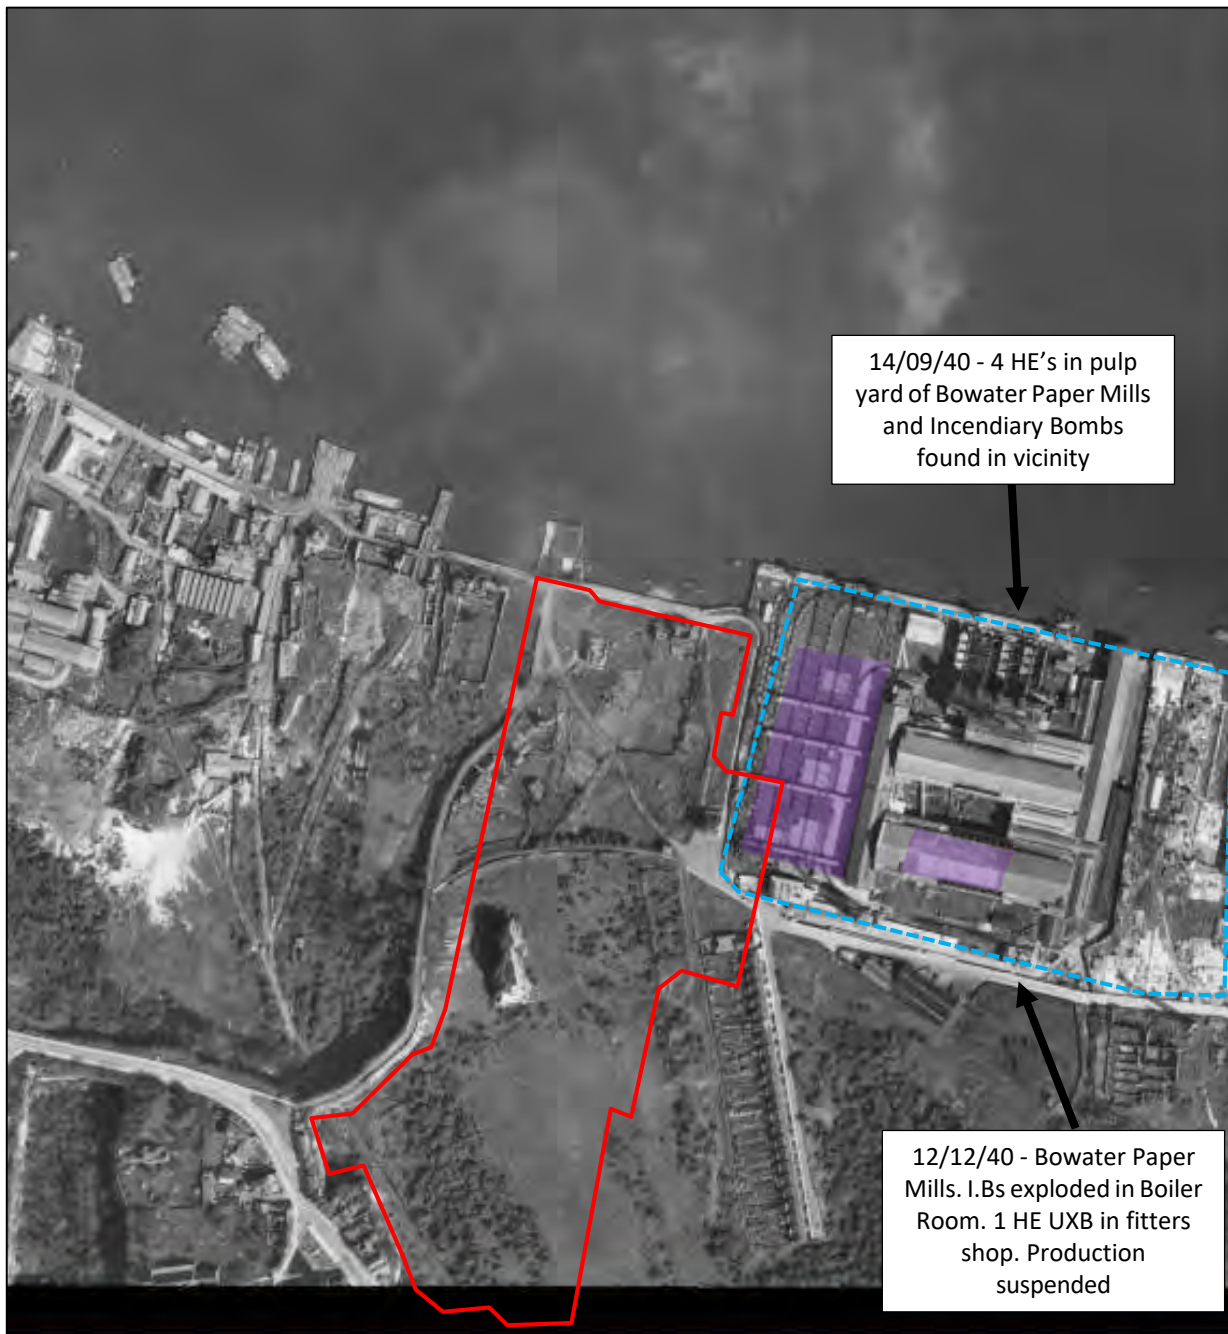 14/09/40 - 4 HE’s in pulp
yard of Bowater Paper Mills
and Incendiary Bombs
found in vicinity
12/12/40 - Bowater Paper
Mills. I.Bs exploded in Boiler
Room. 1 HE UXB in fitters
shop. Production
suspended